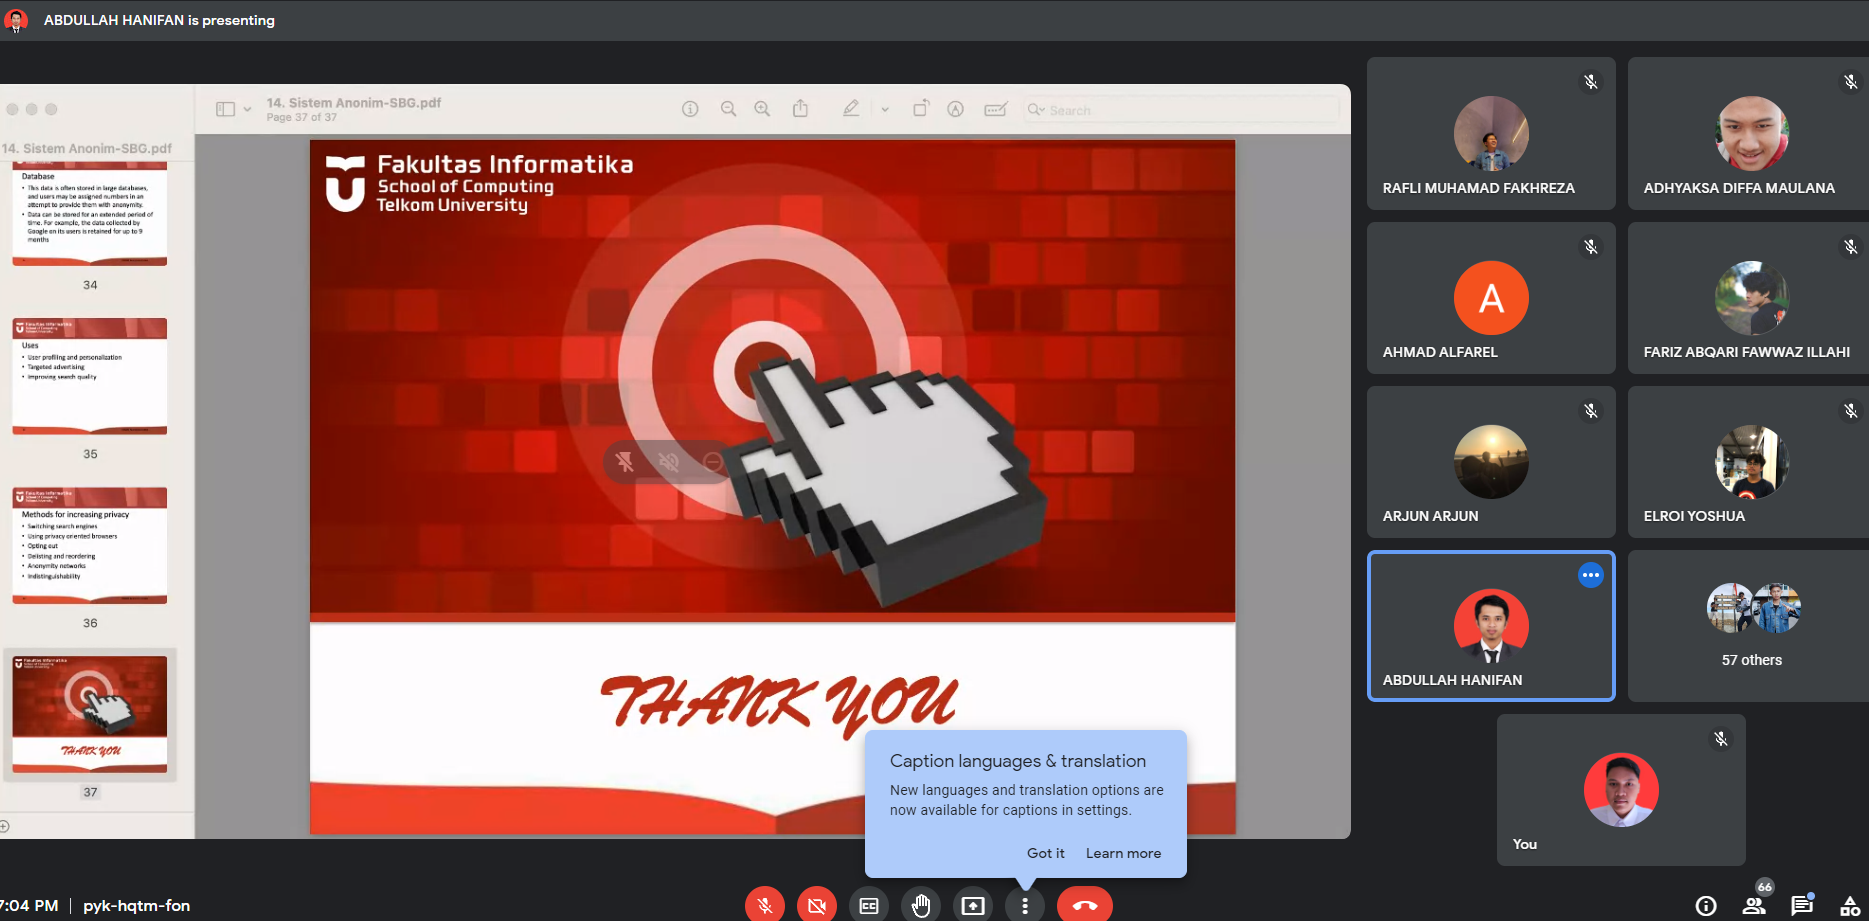 ABDULLAH HANIFAN is presenting
14. Sistem Anonim-SBG.pdf
Page 37 of 37
Search
14. Sistem Anonim-SBG.pdf
Database
• This data is often stored in large databases,
and users may be assigned numbers in an
attempt to provide them with anonymity.
• Data can be stored for an extended period of
time. For example, the data collected by
Google on its users is retained for up to 9
months
34
Fakultas Informatika
Uses
• User profiling and personalization
• Targeted advertising
• Improving search quality
35
Fakultas Informatika
Methods for increasing privacy
• Switching search engines
• Using privacy oriented browsers
• Opting out
• Delisting and reordering
• Anonymity networks
• Indistinguishability
36
Fakultas Informatika
THANK YOU
37
Fakultas Informatika
School of Computing
Telkom University
THANK YOU
Caption languages & translation
New languages and translation options are
now available for captions in settings.
Got it Learn more
RAFLI MUHAMAD FAKHREZA
ADHYAKSA DIFFA MAULANA
A
AHMAD ALFAREL
FARIZ ABQARI FAWWAZ ILLAHI
ARJUN ARJUN
ELROI YOSHUA
ABDULLAH HANIFAN
57 others
You
7:04 PM | pyk-hqtm-fon
66